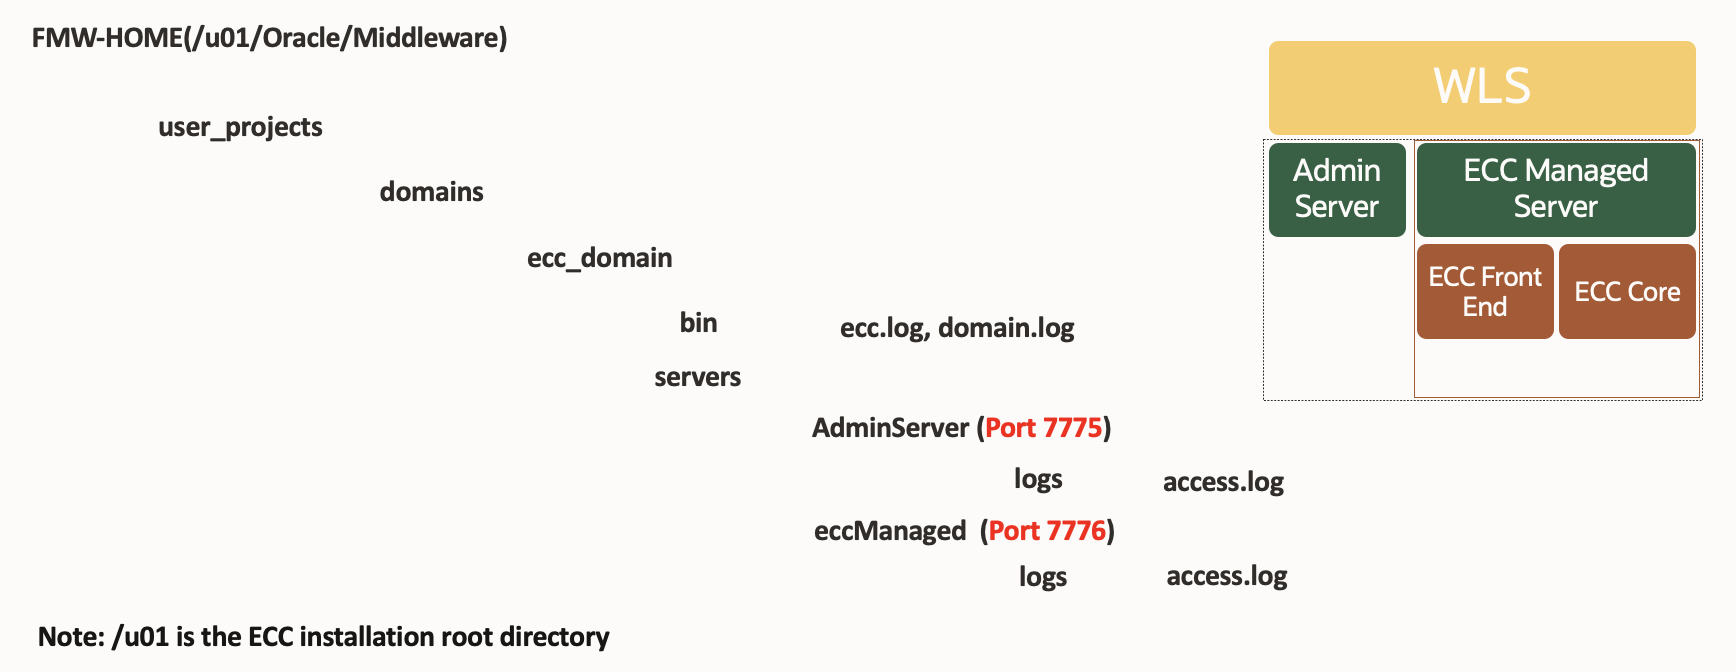 FMW-HOME(/u01/Oracle/Middleware)
user_projects
domains
ecc_domain
bin
ecc.log, domain.log
servers
AdminServer (Port 7775)
logs
access.log
eccManaged (Port 7776)
logs
access.log
Note: /u01 is the ECC installation root directory
WLS
Admin
Server
ECC Managed
Server
ECC Front
End
ECC Core